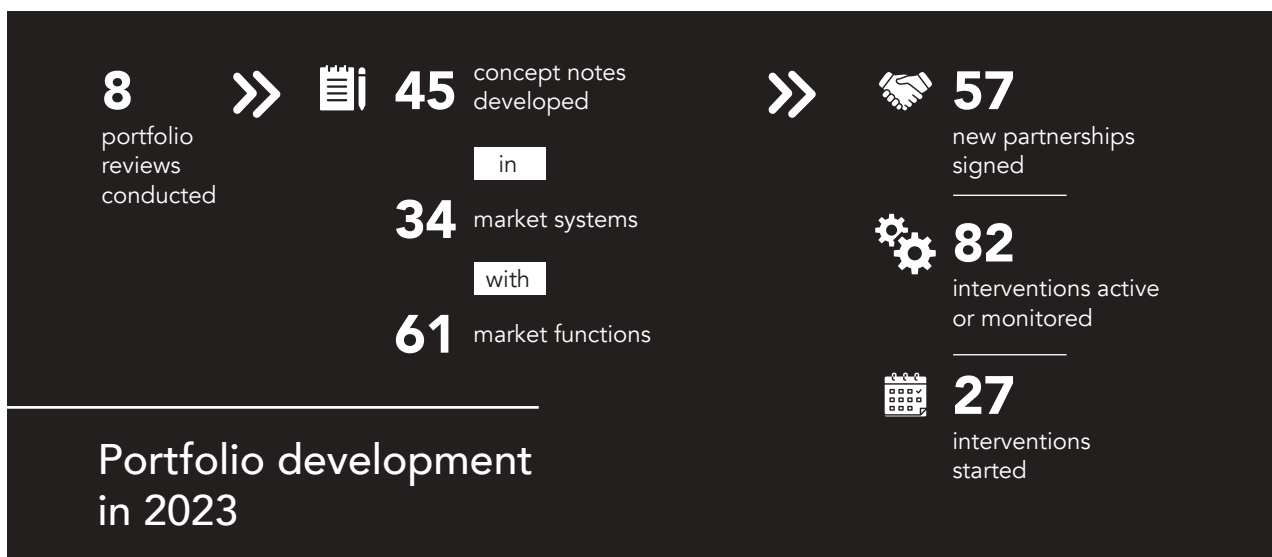 8
portfolio
reviews
conducted
45
concept notes
developed
in
34
market systems
with
61
market functions
57
new partnerships
signed
82
interventions active
or monitored
27
interventions
started
Portfolio development
in 2023